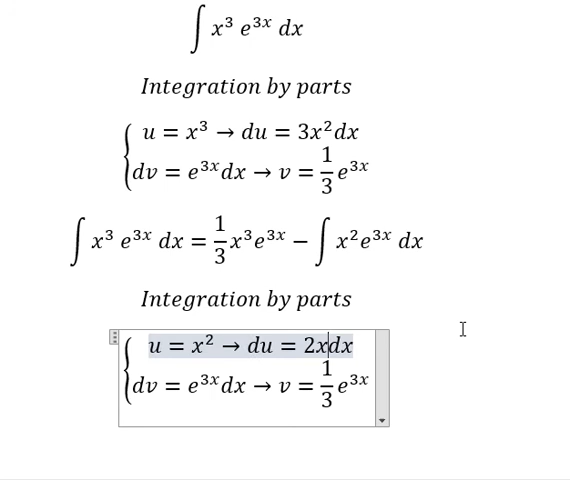 ∫ x³ e³ˣ dx
Integration by parts
{ u = x³ → du = 3x²dx
dv = e³ˣdx → v = 1/3 e³ˣ
∫ x³ e³ˣ dx = 1/3 x³e³ˣ − ∫ x²e³ˣ dx
Integration by parts
{ u = x² → du = 2xdx
dv = e³ˣdx → v = 1/3 e³ˣ